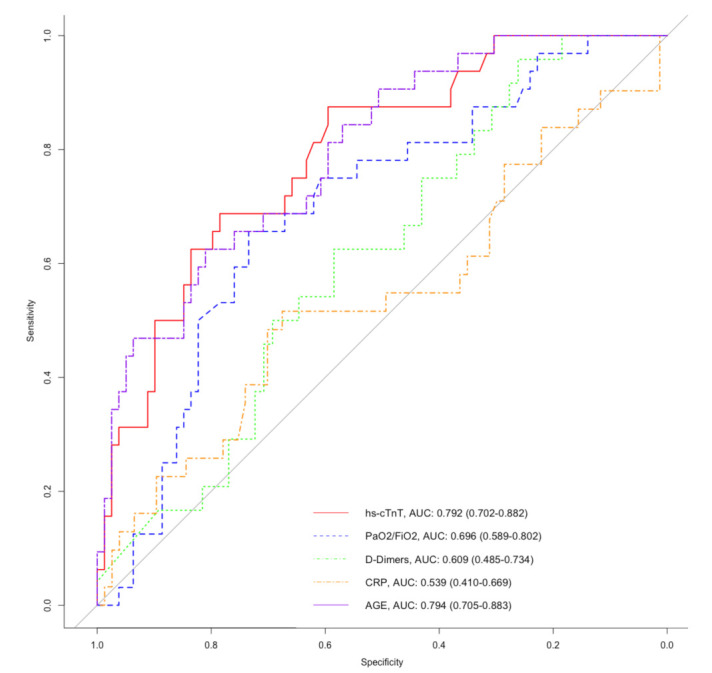 1.0
0.8
0.6
0.4
0.2
0.0
Sensitivity
hs-cTnT, AUC: 0.792 (0.702-0.882)
PaO2/FiO2, AUC: 0.696 (0.589-0.802)
D-Dimers, AUC: 0.609 (0.485-0.734)
CRP, AUC: 0.539 (0.410-0.669)
AGE, AUC: 0.794 (0.705-0.883)
1.0 0.8 0.6 0.4 0.2 0.0
Specificity